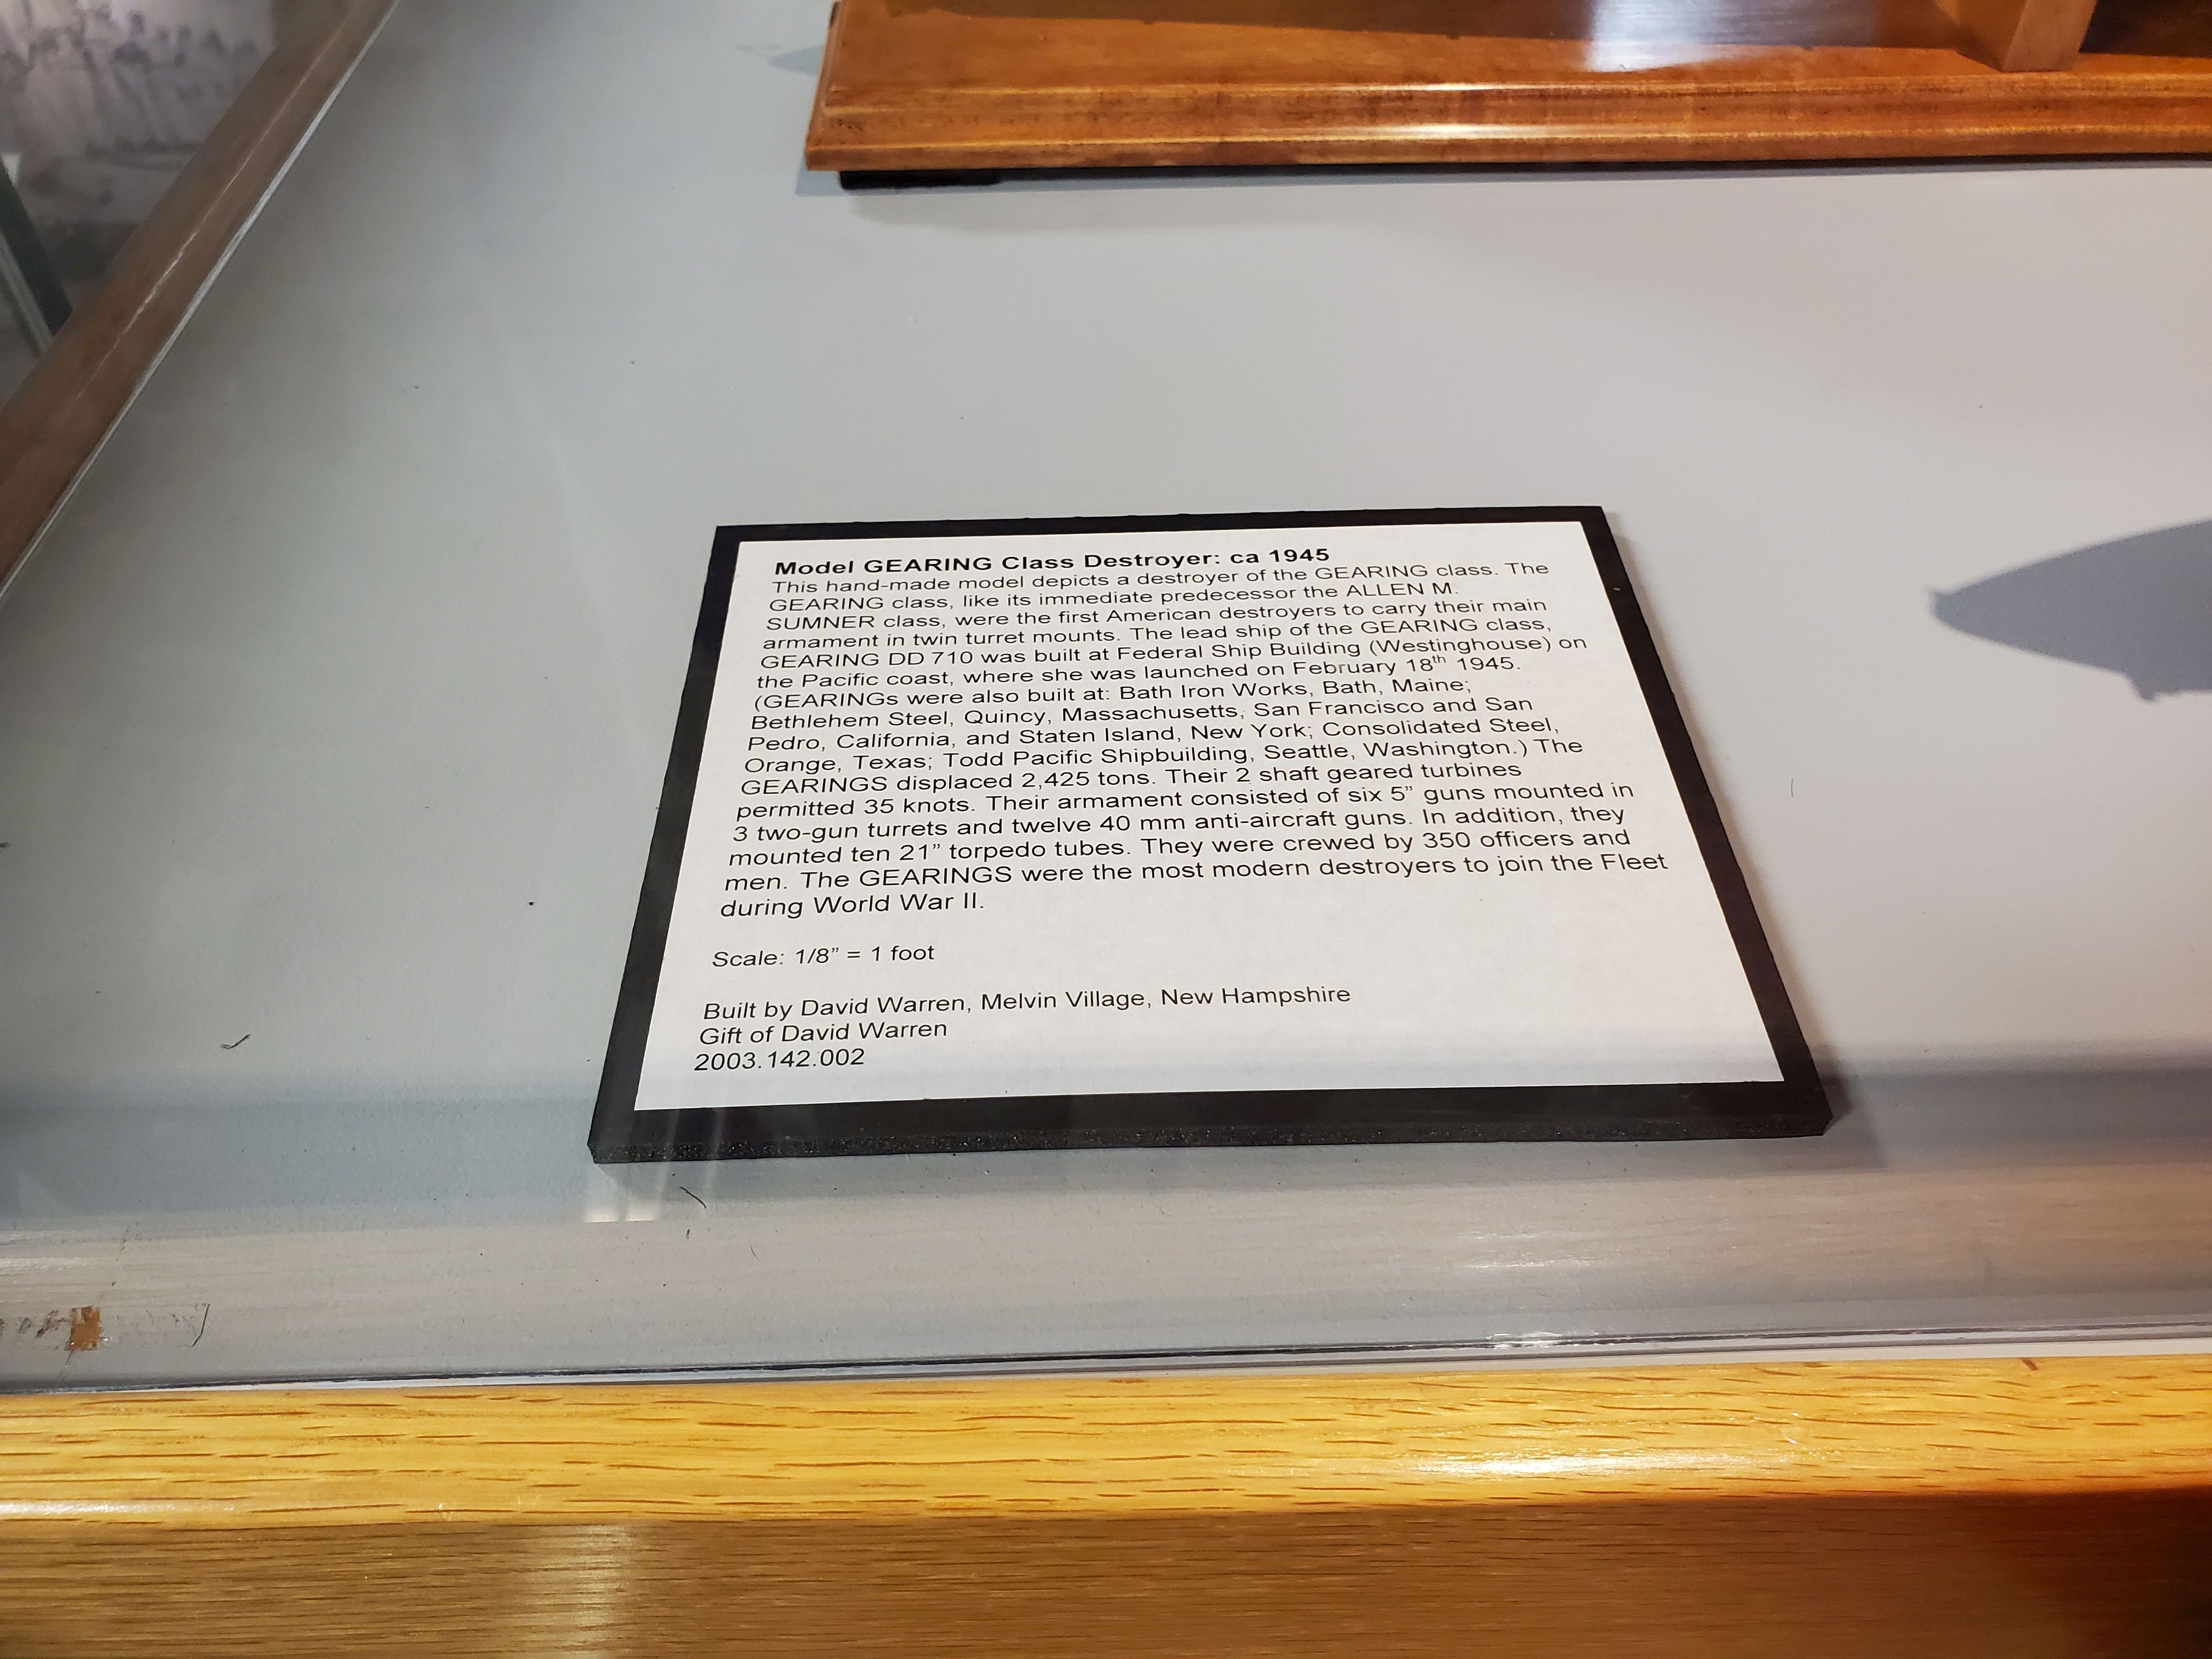 Model GEARING Class Destroyer: ca 1945
This hand-made model depicts a destroyer of the GEARING class. The
GEARING class, like its immediate predecessor the ALLEN M.
SUMNER class, were the first American destroyers to carry their main
armament in twin turret mounts. The lead ship of the GEARING class,
GEARING DD 710 was built at Federal Ship Building (Westinghouse) on
the Pacific coast, where she was launched on February 18th 1945.
(GEARINGs were also built at: Bath Iron Works, Bath, Maine;
Bethlehem Steel, Quincy, Massachusetts, San Francisco and San
Pedro, California, and Staten Island, New York; Consolidated Steel,
Orange, Texas; Todd Pacific Shipbuilding, Seattle, Washington.) The
GEARINGS displaced 2,425 tons. Their 2 shaft geared turbines
permitted 35 knots. Their armament consisted of six 5” guns mounted in
3 two-gun turrets and twelve 40 mm anti-aircraft guns. In addition, they
mounted ten 21” torpedo tubes. They were crewed by 350 officers and
men. The GEARINGS were the most modern destroyers to join the Fleet
during World War II.
Scale: 1/8” = 1 foot
Built by David Warren, Melvin Village, New Hampshire
Gift of David Warren
2003.142.002